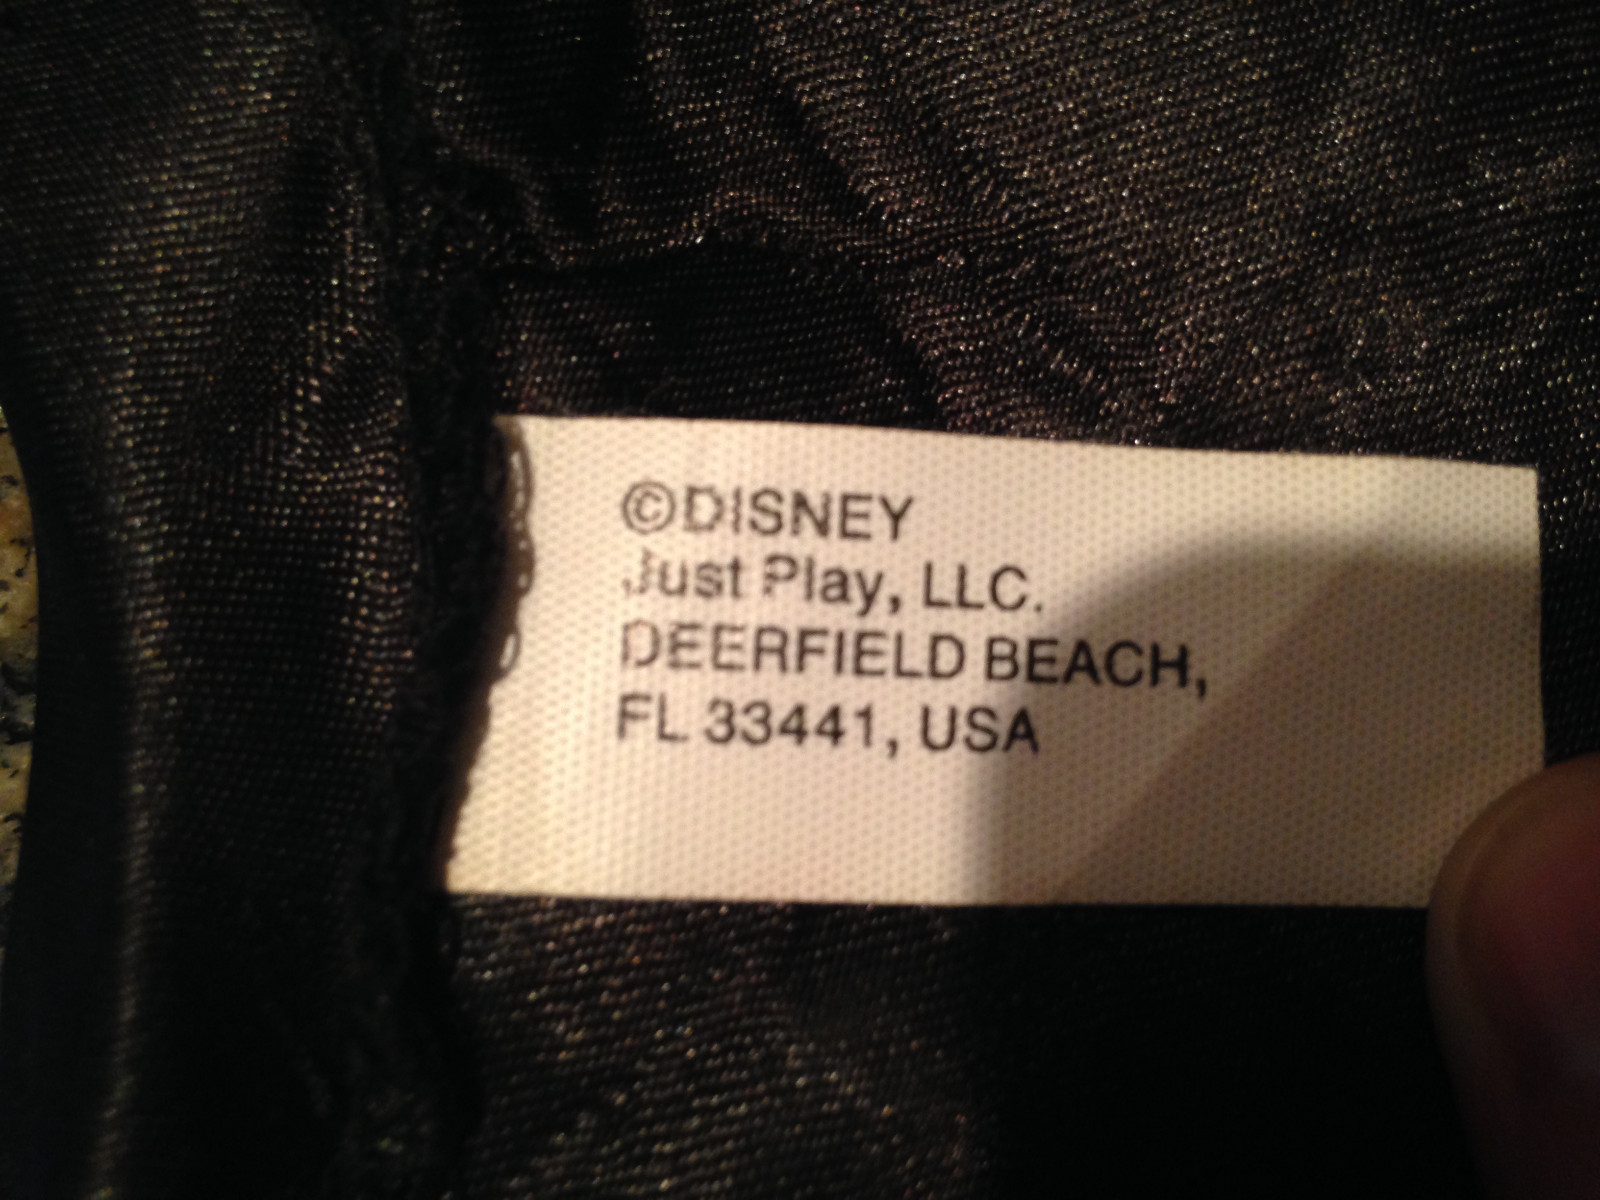 ©DISNEY
Just Play, LLC.
DEERFIELD BEACH,
FL 33441, USA